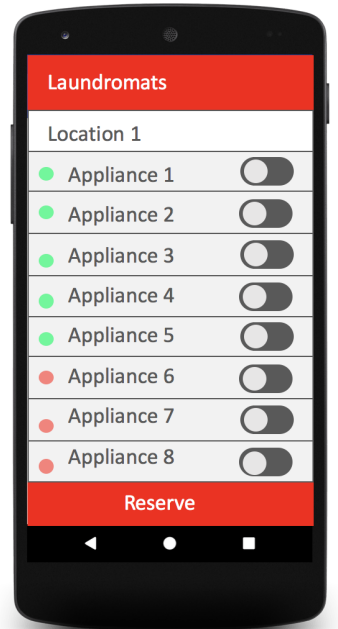 Laundromats
Location 1
Appliance 1
Appliance 2
Appliance 3
Appliance 4
Appliance 5
Appliance 6
Appliance 7
Appliance 8
Reserve